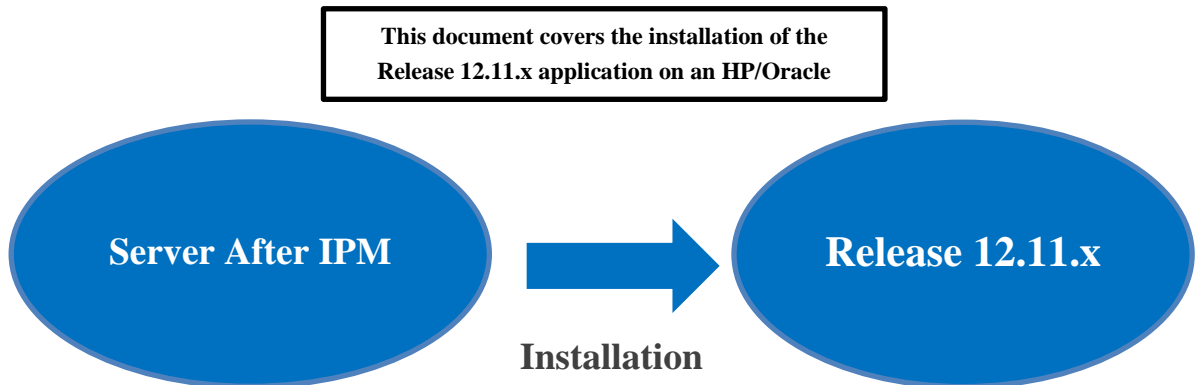 This document covers the installation of the
Release 12.11.x application on an HP/Oracle
Server After IPM
Release 12.11.x
Installation